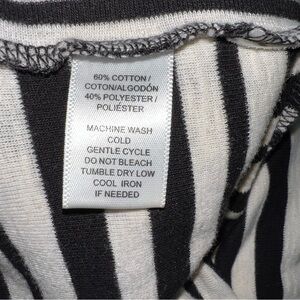 60% COTTON /
COTON/ALGODÓN
40% POLYESTER /
POLIÉSTER
MACHINE WASH
COLD
GENTLE CYCLE
DO NOT BLEACH
TUMBLE DRY LOW
COOL IRON
IF NEEDED